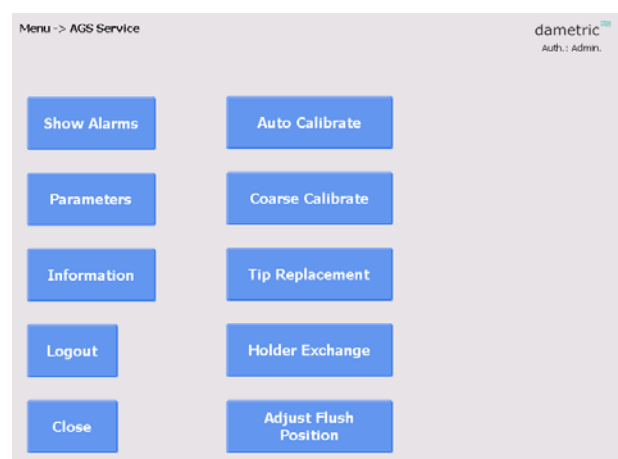 Menu -> AGS Service
dametric
Auth.: Admin.
Show Alarms
Auto Calibrate
Parameters
Coarse Calibrate
Information
Tip Replacement
Logout
Holder Exchange
Close
Adjust Flush
Position